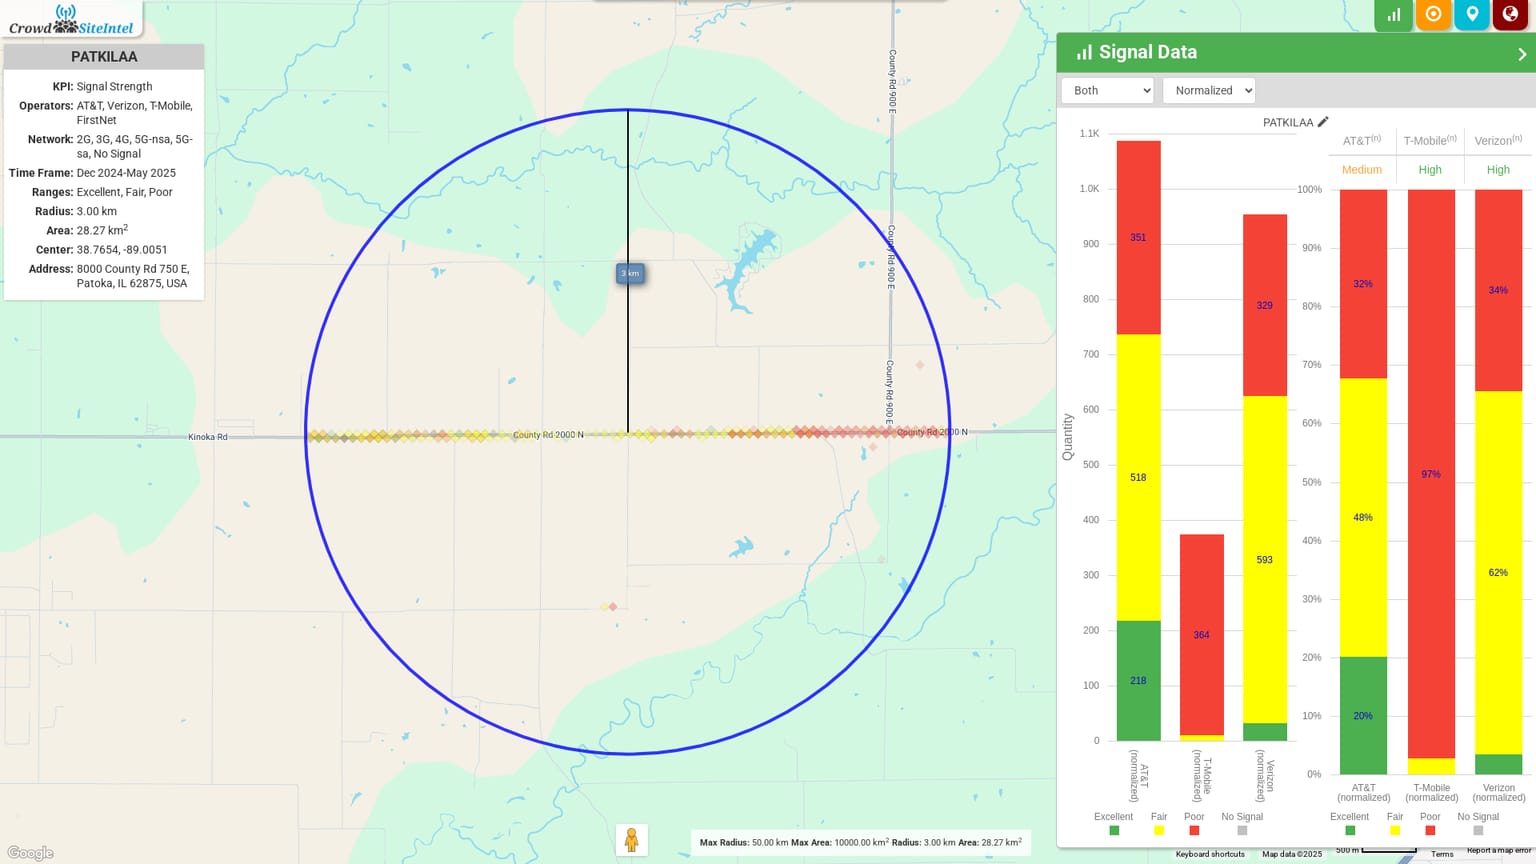 Crowd SiteIntel
PATKILAA
KPI: Signal Strength
Operators: AT&T, Verizon, T-Mobile,
FirstNet
Network: 2G, 3G, 4G, 5G-nsa, 5G-
sa, No Signal
Time Frame: Dec 2024-May 2025
Ranges: Excellent, Fair, Poor
Radius: 3.00 km
Area: 28.27 km²
Center: 38.7654, -89.0051
Address: 8000 County Rd 750 E,
Patoka, IL 62875, USA
County Rd 900 E
County Rd 900 E
County Rd 900 E
3 km
Kinoka Rd
County Rd 2000 N
County Rd 2000 N
Google
Max Radius: 50.00 km Max Area: 10000.00 km² Radius: 3.00 km Area: 28.27 km²
Signal Data
Both
Normalized
PATKILAA
Quantity
1.1K
1.0K
900
800
700
600
500
400
300
200
100
0
351
518
218
364
329
593
AT&T
(normalized)
T-Mobile
(normalized)
Verizon
(normalized)
Excellent Fair Poor No Signal
AT&T(n) T-Mobile(n) Verizon(n)
Medium High High
100%
90%
80%
70%
60%
50%
40%
30%
20%
10%
0%
32%
48%
20%
97%
34%
62%
AT&T
(normalized)
T-Mobile
(normalized)
Verizon
(normalized)
Excellent Fair Poor No Signal
Keyboard shortcuts Map data ©2025 500 m Terms Report a map error